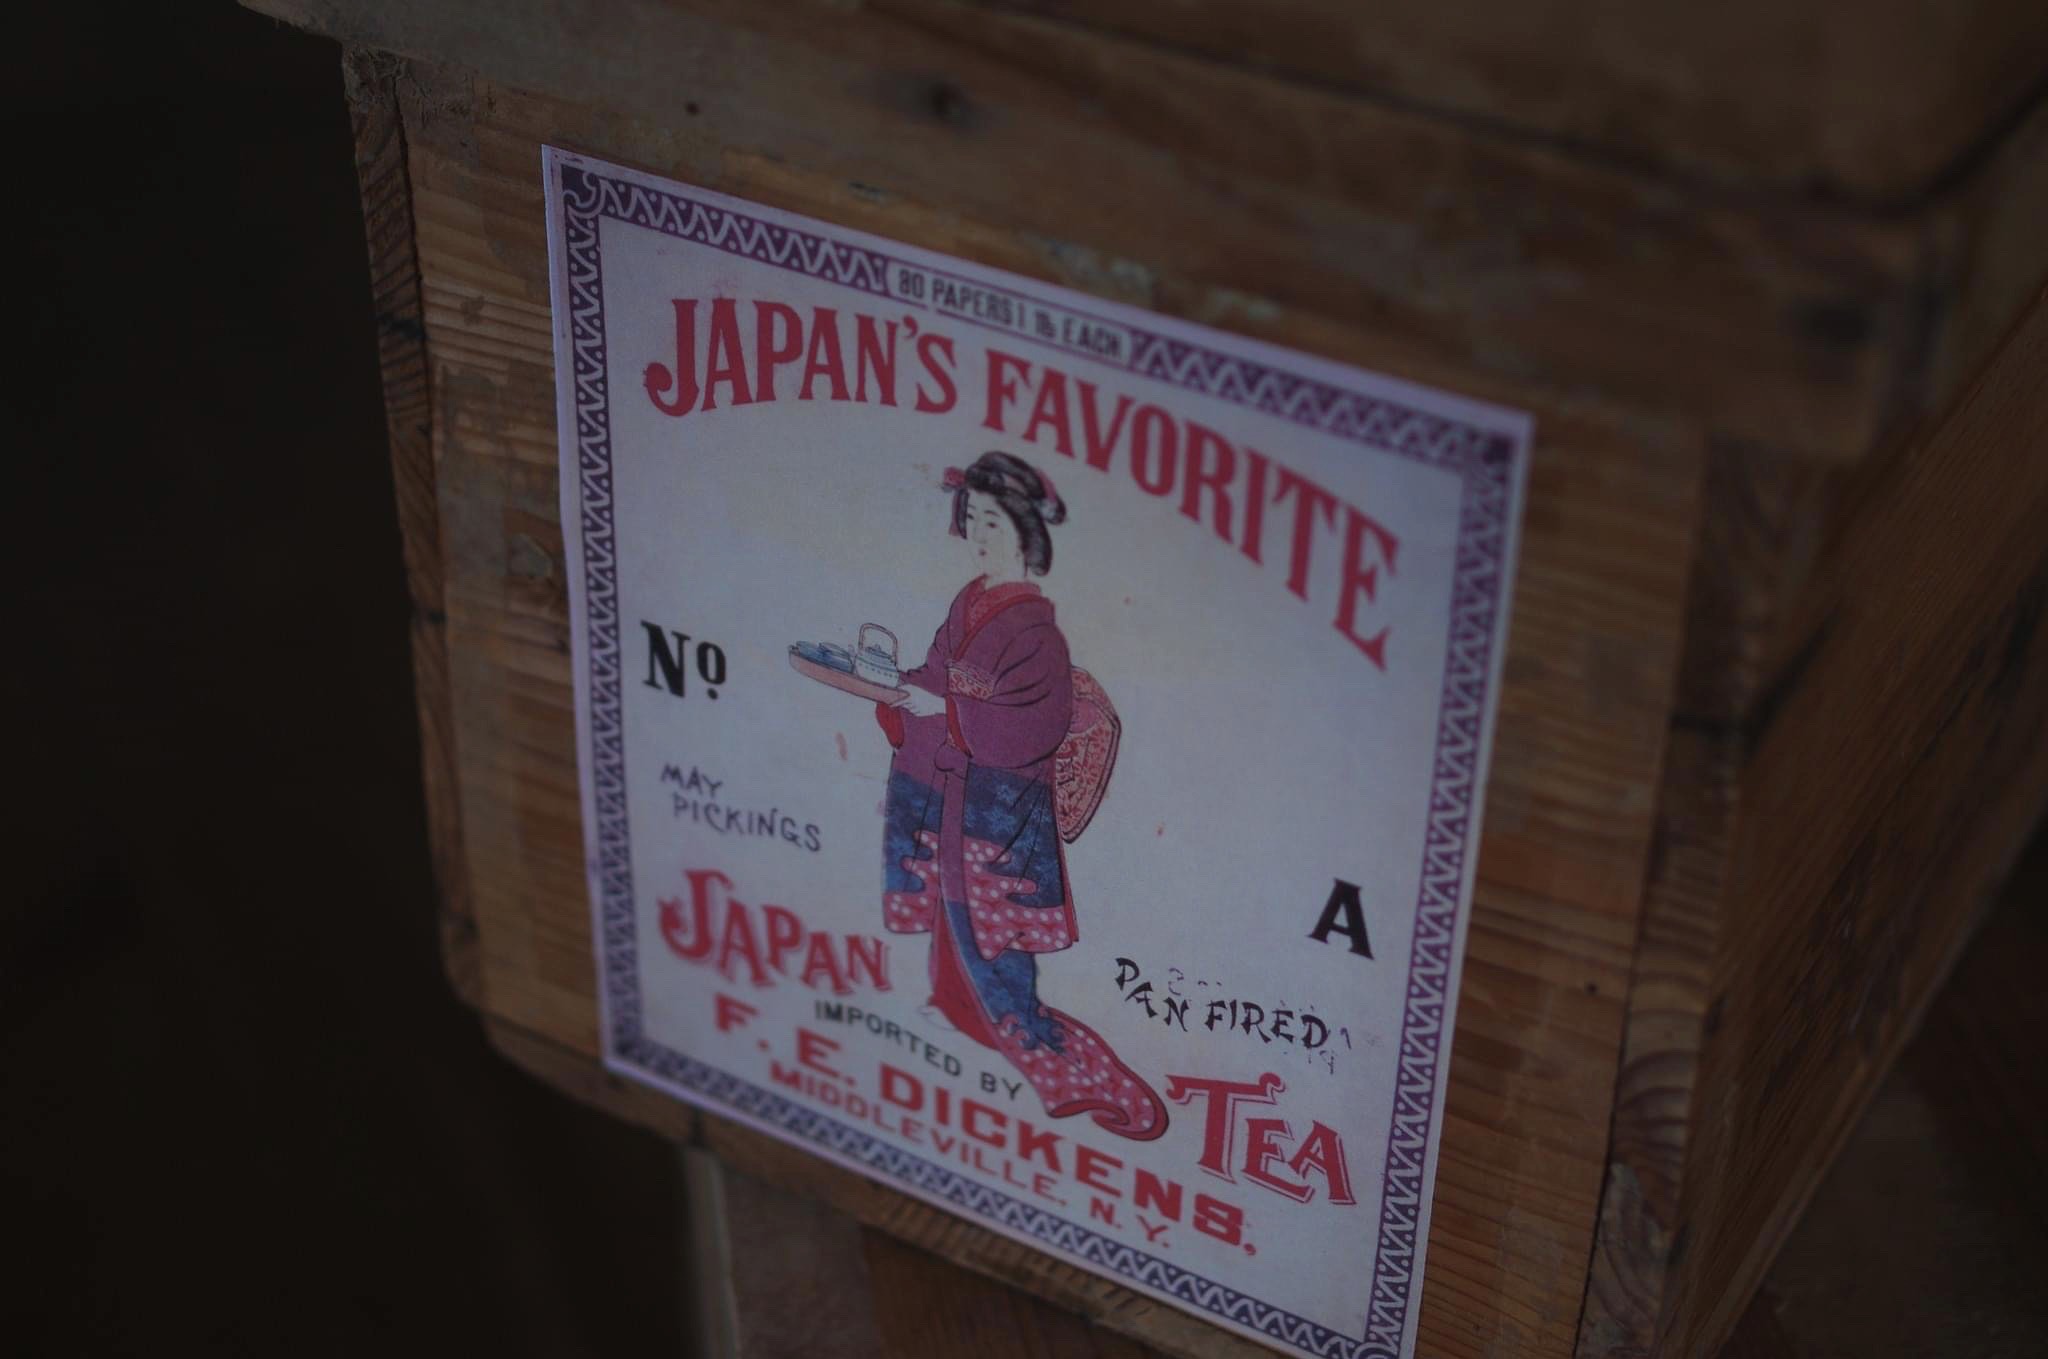 80 PAPERS 1 lb EACH
JAPAN'S FAVORITE
No
MAY
PICKINGS
A
PAN FIRED
JAPAN
TEA
IMPORTED BY
F. E. DICKENS,
MIDDLEVILLE, N. Y.